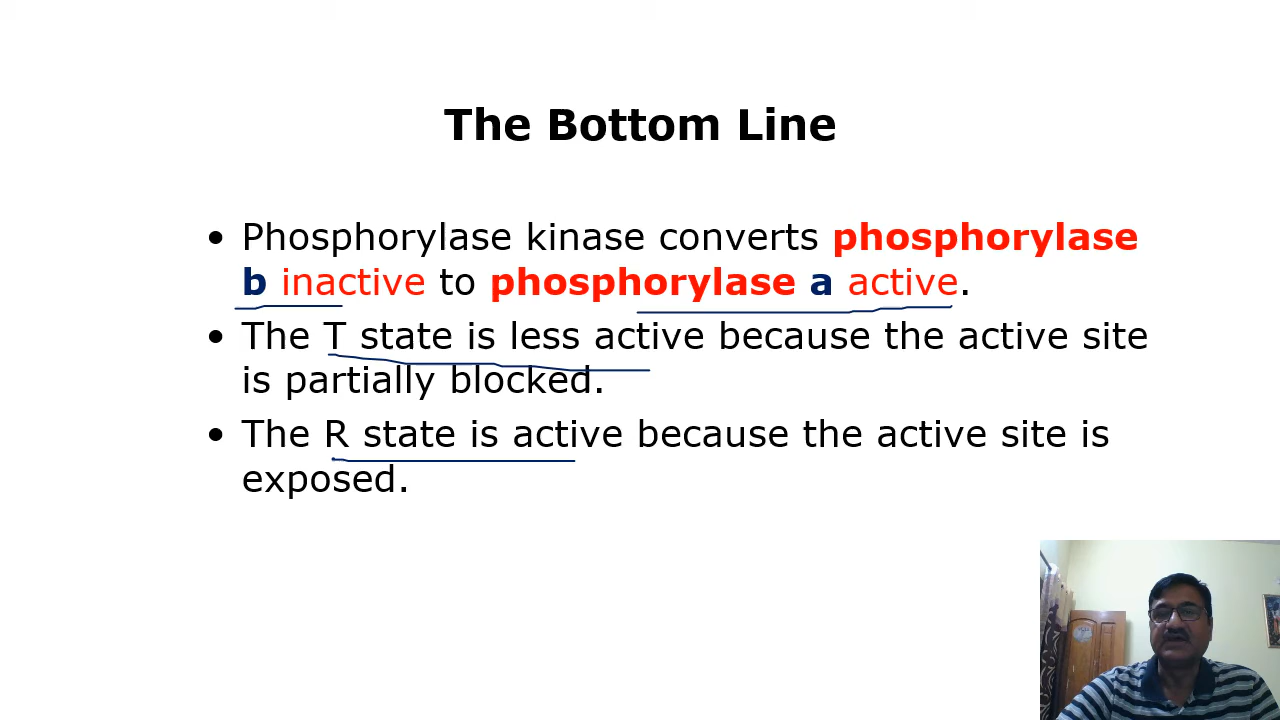 The Bottom Line
• Phosphorylase kinase converts phosphorylase
b inactive to phosphorylase a active.
• The T state is less active because the active site
is partially blocked.
• The R state is active because the active site is
exposed.